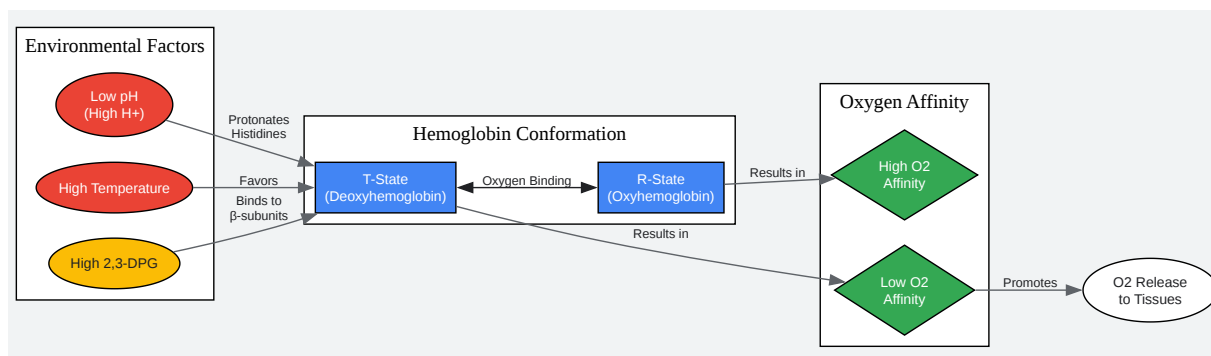 Environmental Factors
Low pH
(High H+)
High Temperature
High 2,3-DPG
Protonates
Histidines
Favors
Binds to
β-subunits
Hemoglobin Conformation
T-State
(Deoxyhemoglobin)
Oxygen Binding
R-State
(Oxyhemoglobin)
Results in
Results in
Oxygen Affinity
High O2
Affinity
Low O2
Affinity
Promotes
O2 Release
to Tissues